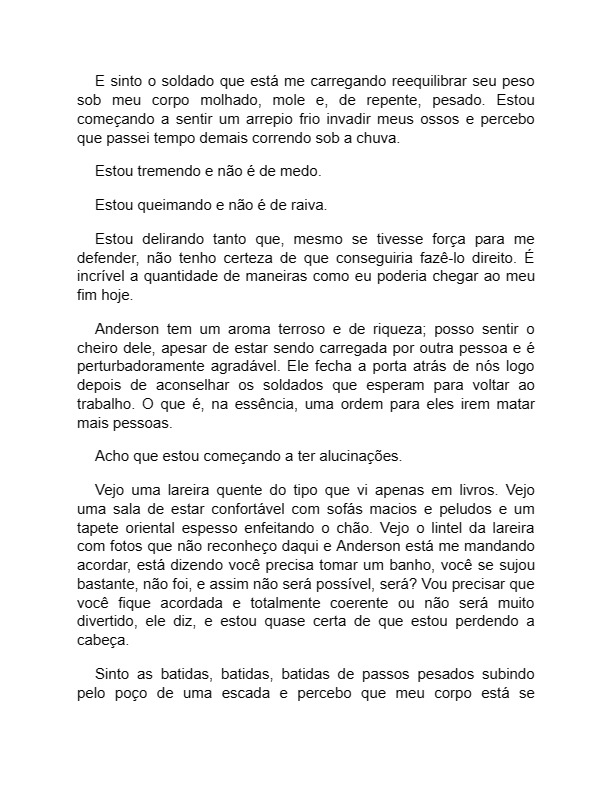 E sinto o soldado que está me carregando reequilibrar seu peso
sob meu corpo molhado, mole e, de repente, pesado. Estou
começando a sentir um arrepio frio invadir meus ossos e percebo
que passei tempo demais correndo sob a chuva.
Estou tremendo e não é de medo.
Estou queimando e não é de raiva.
Estou delirando tanto que, mesmo se tivesse força para me
defender, não tenho certeza de que conseguiria fazê-lo direito. É
incrível a quantidade de maneiras como eu poderia chegar ao meu
fim hoje.
Anderson tem um aroma terroso e de riqueza; posso sentir o
cheiro dele, apesar de estar sendo carregada por outra pessoa e é
perturbadoramente agradável. Ele fecha a porta atrás de nós logo
depois de aconselhar os soldados que esperam para voltar ao
trabalho. O que é, na essência, uma ordem para eles irem matar
mais pessoas.
Acho que estou começando a ter alucinações.
Vejo uma lareira quente do tipo que vi apenas em livros. Vejo
uma sala de estar confortável com sofás macios e peludos e um
tapete oriental espesso enfeitando o chão. Vejo o lintel da lareira
com fotos que não reconheço daqui e Anderson está me mandando
acordar, está dizendo você precisa tomar um banho, você se sujou
bastante, não foi, e assim não será possível, será? Vou precisar que
você fique acordada e totalmente coerente ou não será muito
divertido, ele diz, e estou quase certa de que estou perdendo a
cabeça.
Sinto as batidas, batidas, batidas de passos pesados subindo
pelo poço de uma escada e percebo que meu corpo está se